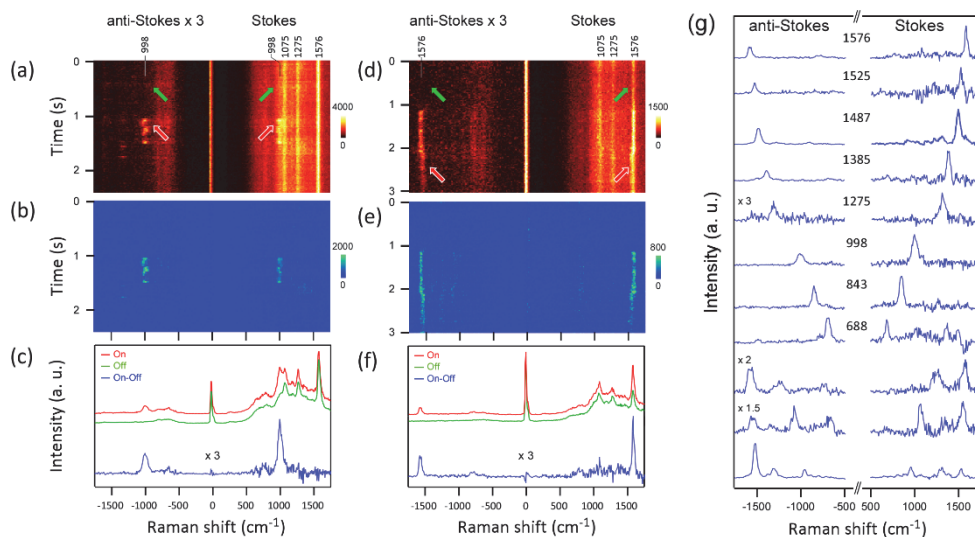 anti-Stokes x 3 Stokes
998 998 1075 1275 1576
(a)
Time (s)
0
1
2
4000
0
(b)
Time (s)
0
1
2
2000
0
(c)
Intensity (a. u.)
On
Off
On-Off
x 3
-1500 -1000 -500 0 500 1000 1500
Raman shift (cm⁻¹)
anti-Stokes x 3 Stokes
1576 1075 1275 1576
(d)
0
1
2
3
1500
0
(e)
0
1
2
3
800
0
(f)
On
Off
On-Off
x 3
-1500 -1000 -500 0 500 1000 1500
Raman shift (cm⁻¹)
(g)
anti-Stokes // Stokes
Intensity (a. u.)
1576
1525
1487
1385
x 3 1275
998
843
688
x 2
x 1.5
-1500 -1000 -500 // 500 1000 1500
Raman shift (cm⁻¹)